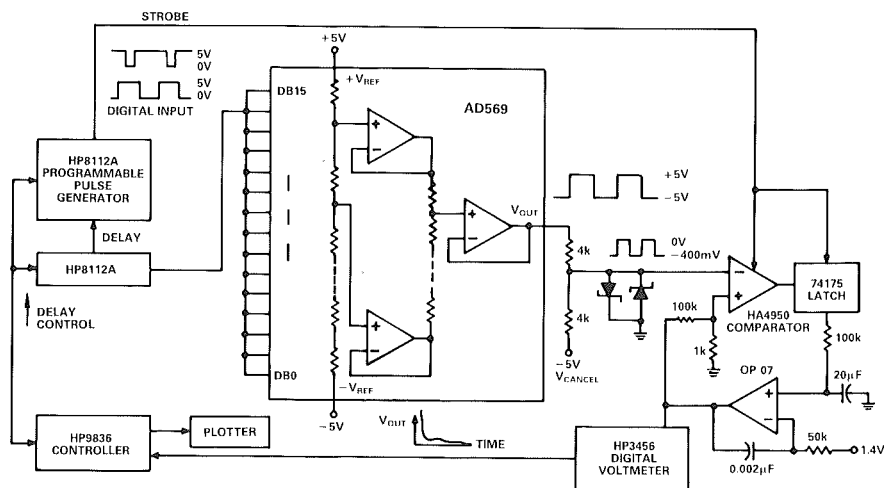 STROBE
5V
0V
5V
0V
DIGITAL INPUT
HP8112A
PROGRAMMABLE
PULSE
GENERATOR
DELAY
HP8112A
DELAY
CONTROL
HP9836
CONTROLLER
PLOTTER
+5V
+VREF
DB15
AD569
+
−
+
−
+
−
VOUT
DB0
−VREF
−5V
VOUT
TIME
+5V
−5V
4k
0V
−400mV
4k
−5V
VCANCEL
100k
1k
−
+
HA4950
COMPARATOR
74175
LATCH
100k
OP 07
+
−
20μF
50k
1.4V
0.002μF
HP3456
DIGITAL
VOLTMETER